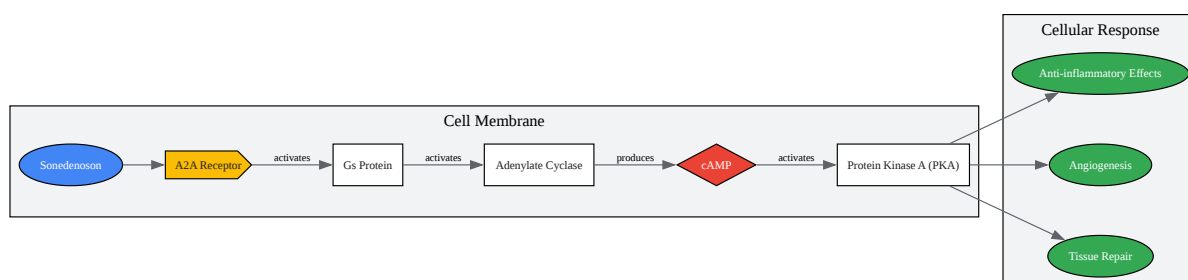 Cellular Response
Anti-inflammatory Effects
Cell Membrane
Sonedenoson
A2A Receptor
activates
Gs Protein
activates
Adenylate Cyclase
produces
cAMP
activates
Protein Kinase A (PKA)
Angiogenesis
Tissue Repair